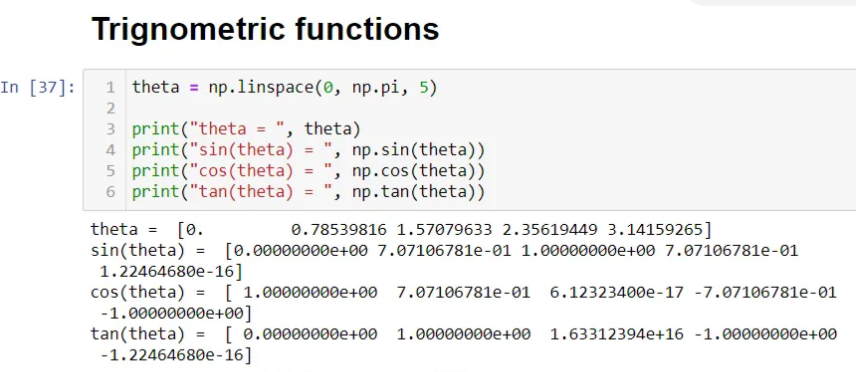 Trignometric functions
In [37]: 1 theta = np.linspace(0, np.pi, 5)
2
3 print("theta = ", theta)
4 print("sin(theta) = ", np.sin(theta))
5 print("cos(theta) = ", np.cos(theta))
6 print("tan(theta) = ", np.tan(theta))
theta =  [0.         0.78539816 1.57079633 2.35619449 3.14159265]
sin(theta) =  [0.00000000e+00 7.07106781e-01 1.00000000e+00 7.07106781e-01
 1.22464680e-16]
cos(theta) =  [ 1.00000000e+00  7.07106781e-01  6.12323400e-17 -7.07106781e-01
 -1.00000000e+00]
tan(theta) =  [ 0.00000000e+00  1.00000000e+00  1.63312394e+16 -1.00000000e+00
 -1.22464680e-16]